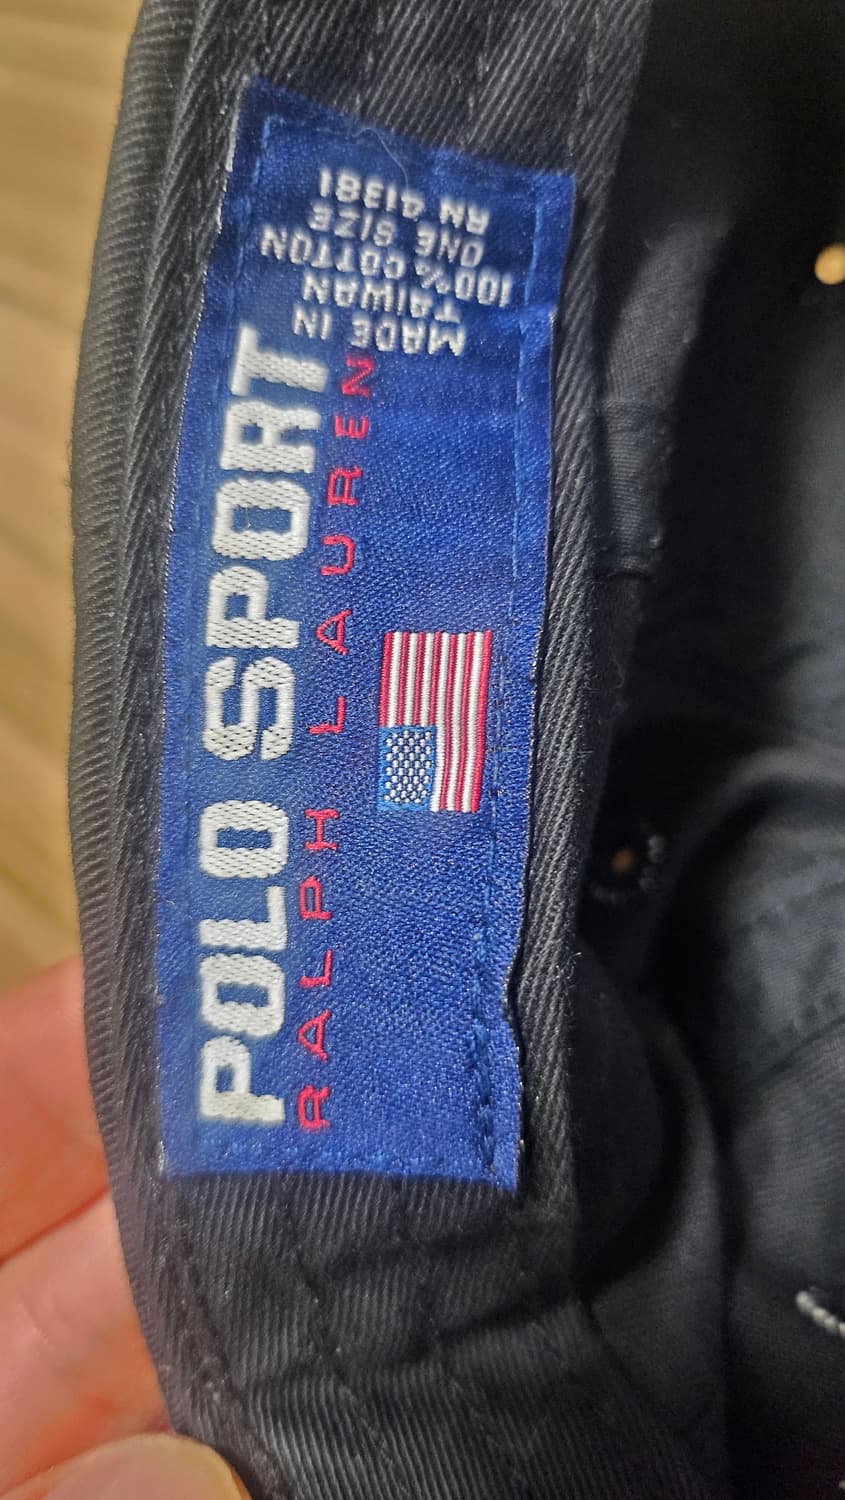 POLO SPORT
RALPH LAUREN
MADE IN
TAIWAN
100% COTTON
ONE SIZE
RN 41381